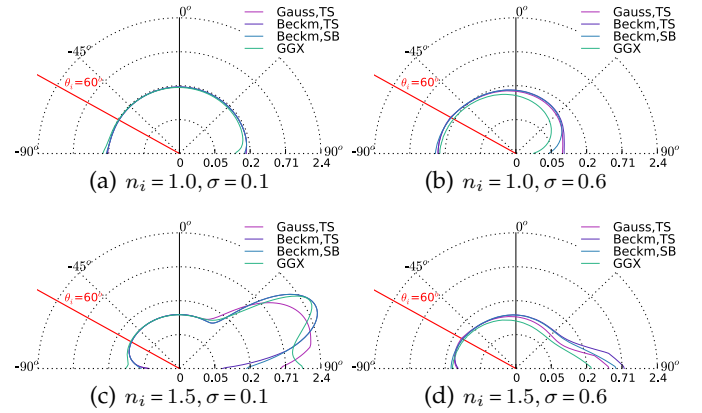 Gauss,TS
Beckm,TS
Beckm,SB
GGX
0°
-45°
θi=60°
-90°
90°
0 0.05 0.2 0.71 2.4
(a) ni=1.0, σ=0.1
Gauss,TS
Beckm,TS
Beckm,SB
GGX
0°
-45°
θi=60°
-90°
90°
0 0.05 0.2 0.71 2.4
(b) ni=1.0, σ=0.6
Gauss,TS
Beckm,TS
Beckm,SB
GGX
0°
-45°
θi=60°
-90°
90°
0 0.05 0.2 0.71 2.4
(c) ni=1.5, σ=0.1
Gauss,TS
Beckm,TS
Beckm,SB
GGX
0°
-45°
θi=60°
-90°
90°
0 0.05 0.2 0.71 2.4
(d) ni=1.5, σ=0.6